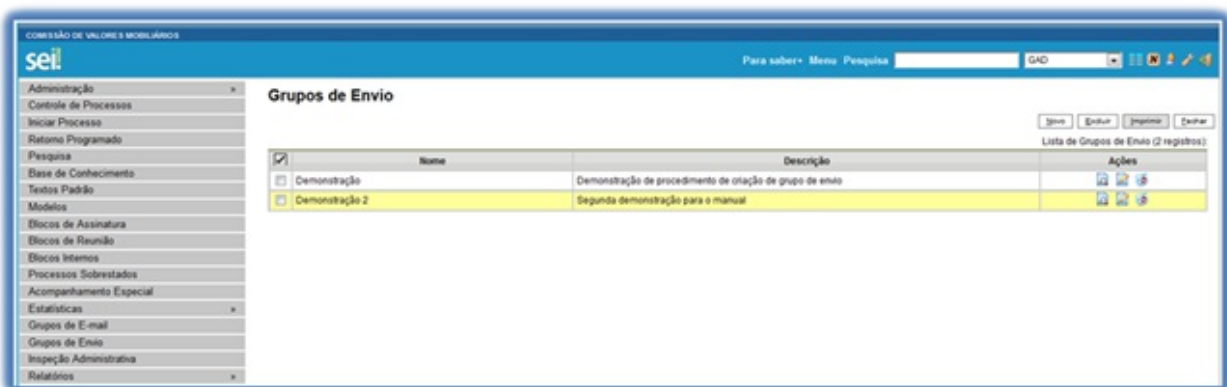 COMISSÃO DE VALORES MOBILIÁRIOS
sei!
Para saber+ Menu Pesquisa
GAD
Administração
Controle de Processos
Iniciar Processo
Retorno Programado
Pesquisa
Base de Conhecimento
Textos Padrão
Modelos
Blocos de Assinatura
Blocos de Reunião
Blocos Internos
Processos Sobrestados
Acompanhamento Especial
Estatísticas
Grupos de E-mail
Grupos de Envio
Inspeção Administrativa
Relatórios
Grupos de Envio
Novo Excluir Imprimir Fechar
Lista de Grupos de Envio (2 registros):
Nome Descrição Ações
Demonstração Demonstração de procedimento de criação de grupo de envio
Demonstração 2 Segunda demonstração para o manual